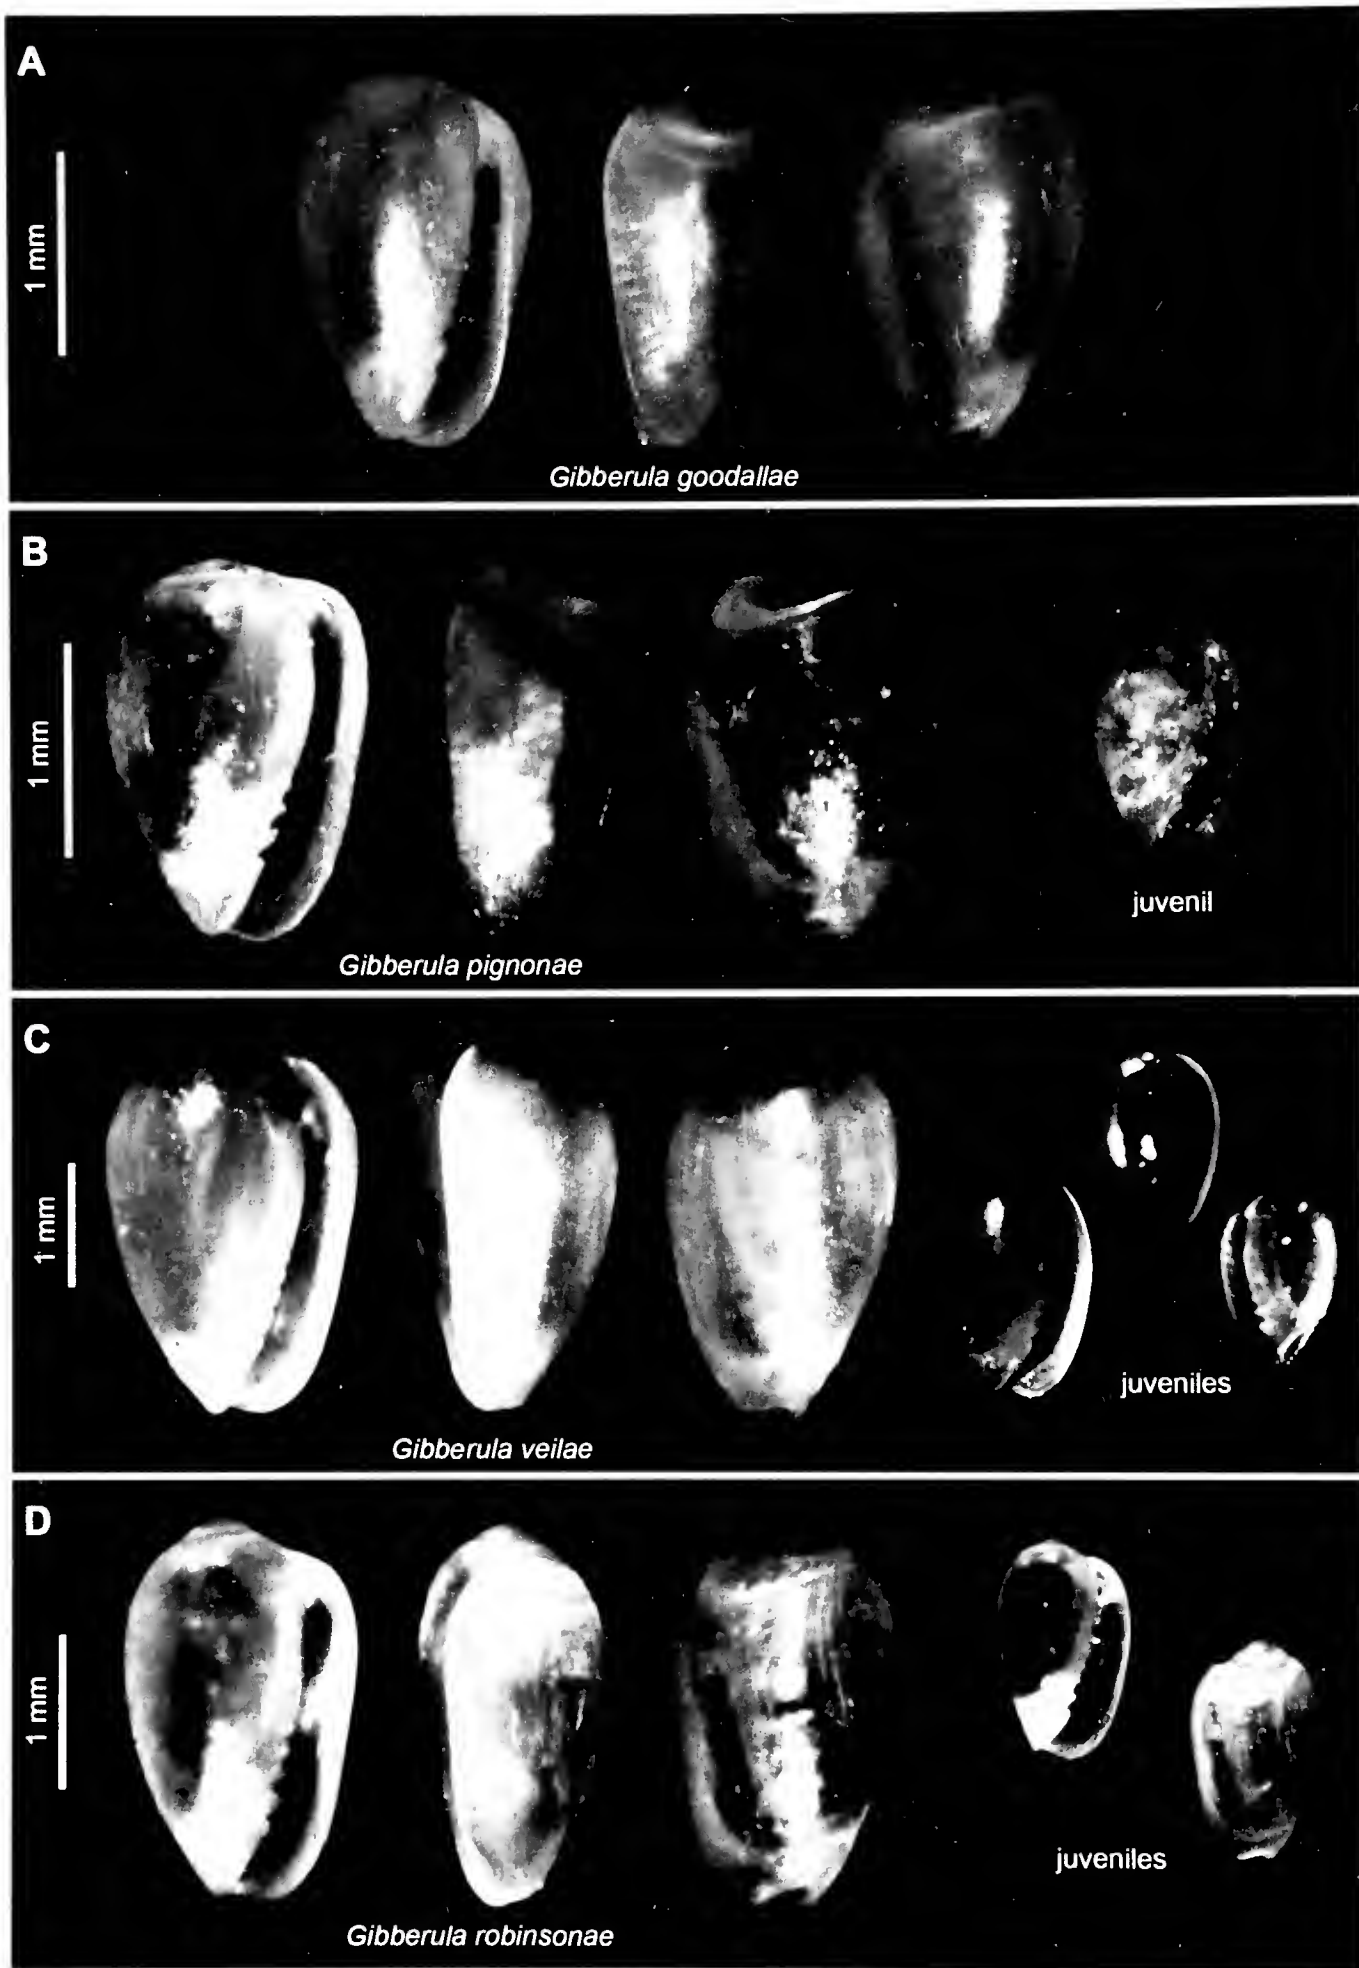 A
1 mm
Gibberula goodallae
B
1 mm
juvenil
Gibberula pignonae
C
1 mm
juveniles
Gibberula veilae
D
1 mm
juveniles
Gibberula robinsonae